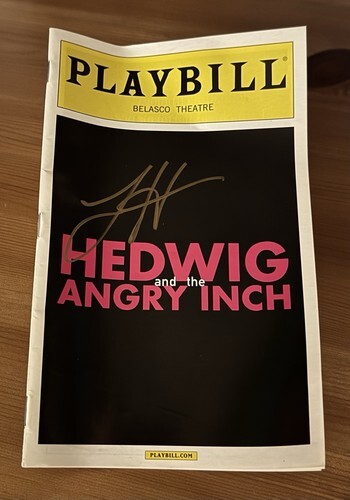 PLAYBILL®
BELASCO THEATRE
HEDWIG
and the
ANGRY INCH
PLAYBILL.COM